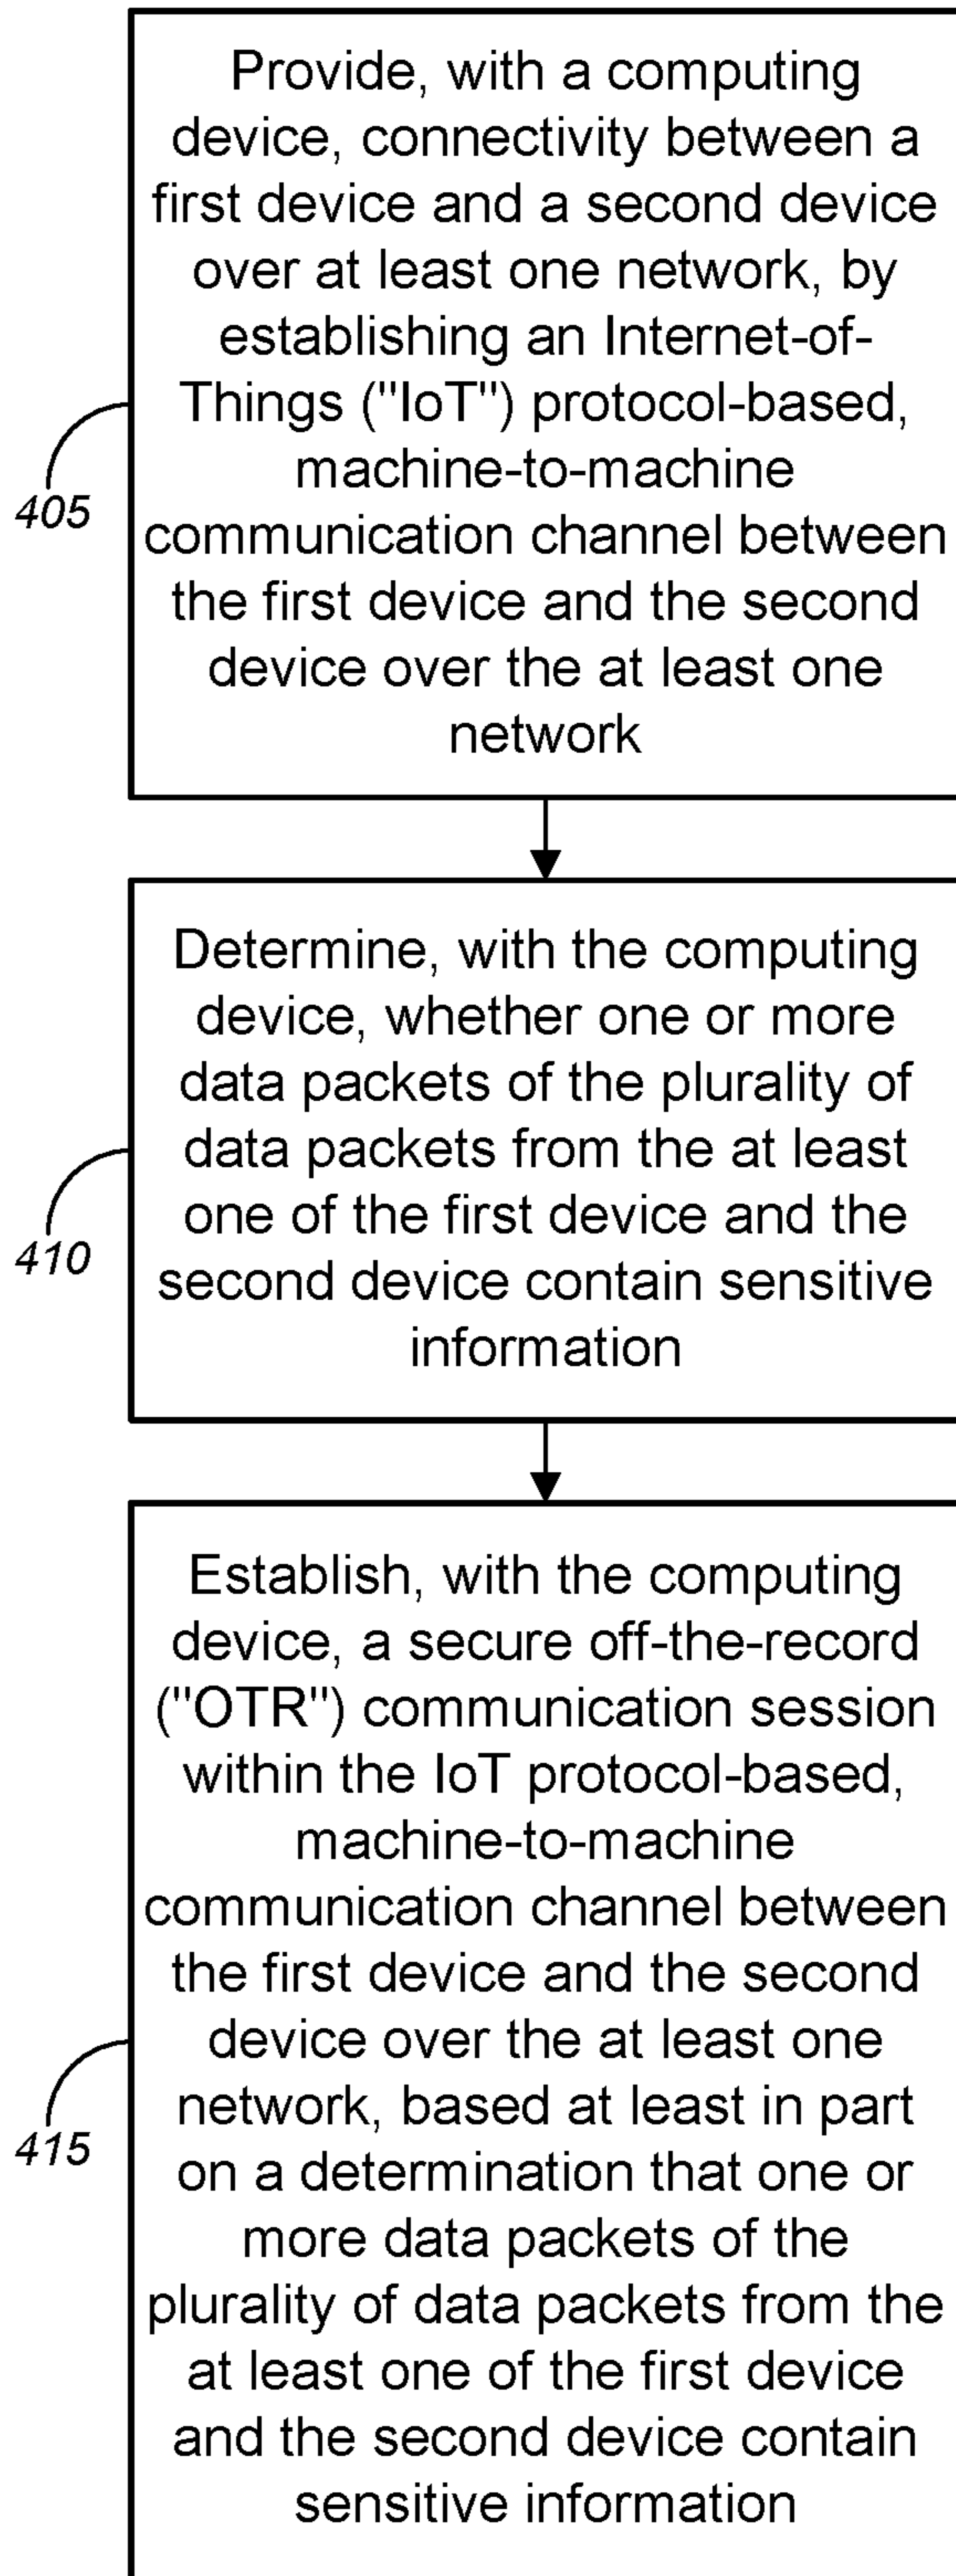 Provide, with a computing
device, connectivity between a
first device and a second device
over at least one network, by
establishing an Internet-of-
Things ("IoT") protocol-based,
machine-to-machine
communication channel between
the first device and the second
device over the at least one
network
405
Determine, with the computing
device, whether one or more
data packets of the plurality of
data packets from the at least
one of the first device and the
second device contain sensitive
information
410
Establish, with the computing
device, a secure off-the-record
("OTR") communication session
within the IoT protocol-based,
machine-to-machine
communication channel between
the first device and the second
device over the at least one
network, based at least in part
on a determination that one or
more data packets of the
plurality of data packets from the
at least one of the first device
and the second device contain
sensitive information
415